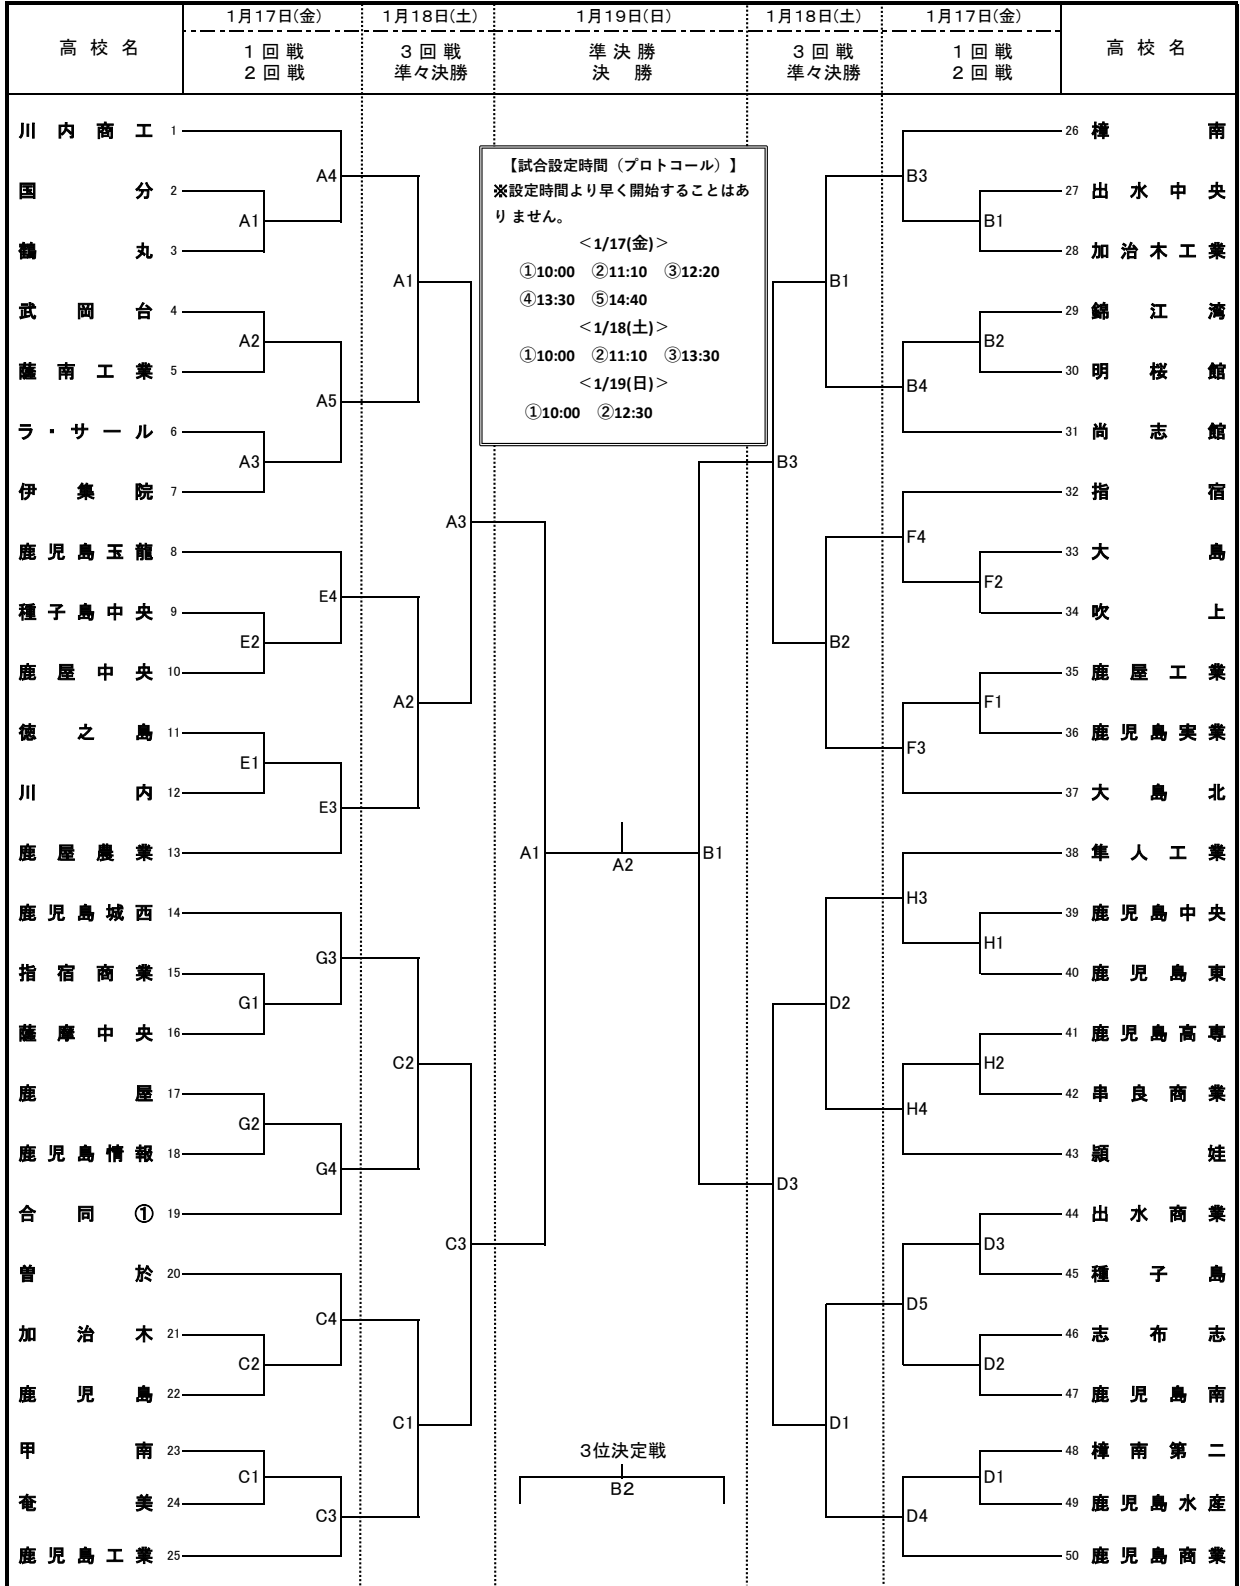 高校名 1月17日(金) 1月18日(土) 1月19日(日) 1月18日(土) 1月17日(金) 高校名
1回戦 3回戦 準決勝 3回戦 1回戦
2回戦 準々決勝 決勝 準々決勝 2回戦
【試合設定時間（プロトコール）】
※設定時間より早く開始することはあ
りません。
＜1/17(金)＞
①10:00 ②11:10 ③12:20
④13:30 ⑤14:40
＜1/18(土)＞
①10:00 ②11:10 ③13:30
＜1/19(日)＞
①10:00 ②12:30
川内商工 1
国分 2
鶴丸 3
武岡台 4
薩南工業 5
ラ・サール 6
伊集院 7
鹿児島玉龍 8
種子島中央 9
鹿屋中央 10
徳之島 11
川内 12
鹿屋農業 13
鹿児島城西 14
指宿商業 15
薩摩中央 16
鹿屋 17
鹿児島情報 18
合同① 19
曽於 20
加治木 21
鹿児島 22
甲南 23
奄美 24
鹿児島工業 25
A4
A1
A2
A5
A3
E4
E2
E1
E3
G3
G1
G2
G4
C4
C2
C1
C3
A1
A2
C2
C1
A3
C3
A1
A2
B1
3位決定戦
B2
B3
D3
B1
B2
D2
D1
B3
B1
B2
B4
F4
F2
F1
F3
H3
H1
H2
H4
D3
D5
D2
D1
D4
26 樟南
27 出水中央
28 加治木工業
29 錦江湾
30 明桜館
31 尚志館
32 指宿
33 大島
34 吹上
35 鹿屋工業
36 鹿児島実業
37 大島北
38 隼人工業
39 鹿児島中央
40 鹿児島東
41 鹿児島高専
42 串良商業
43 頴娃
44 出水商業
45 種子島
46 志布志
47 鹿児島南
48 樟南第二
49 鹿児島水産
50 鹿児島商業